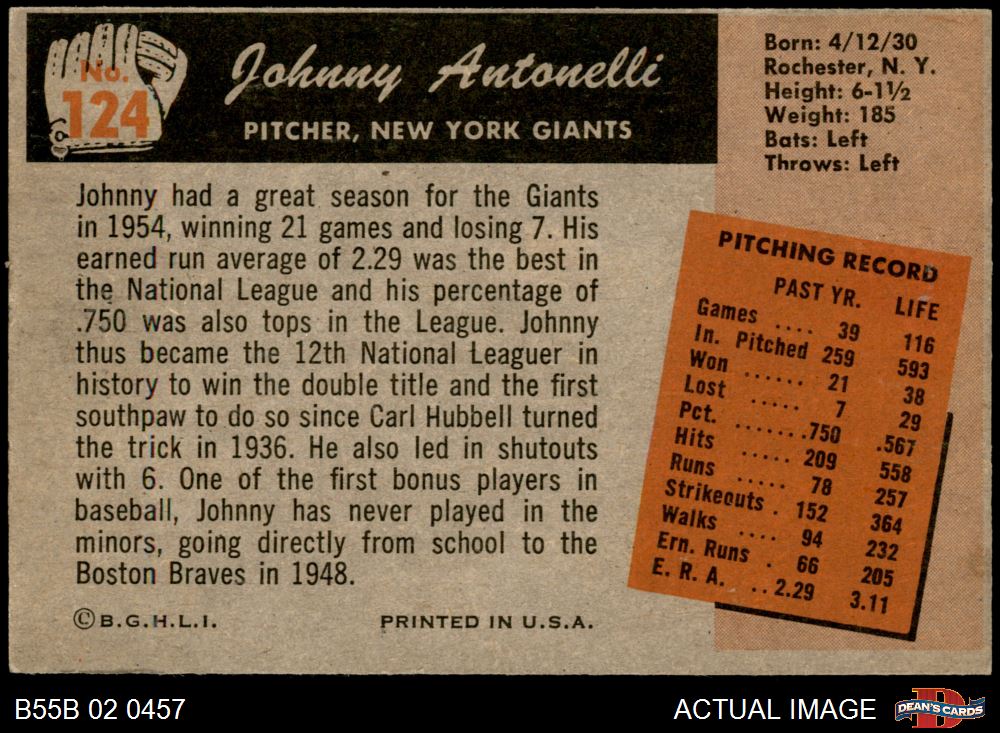 No.
124
Johnny Antonelli
PITCHER, NEW YORK GIANTS
Born: 4/12/30
Rochester, N. Y.
Height: 6-1½
Weight: 185
Bats: Left
Throws: Left
Johnny had a great season for the Giants
in 1954, winning 21 games and losing 7. His
earned run average of 2.29 was the best in
the National League and his percentage of
.750 was also tops in the League. Johnny
thus became the 12th National Leaguer in
history to win the double title and the first
southpaw to do so since Carl Hubbell turned
the trick in 1936. He also led in shutouts
with 6. One of the first bonus players in
baseball, Johnny has never played in the
minors, going directly from school to the
Boston Braves in 1948.
PITCHING RECORD
PAST YR. LIFE
Games .... 39 116
In. Pitched 259 593
Won ...... 21 38
Lost ..... 7 29
Pct. .......750 .567
Hits ..... 209 558
Runs ..... 78 257
Strikeouts . 152 364
Walks .... 94 232
Ern. Runs . 66 205
E. R. A. ..2.29 3.11
©B.G.H.L.I. PRINTED IN U.S.A.
B55B 02 0457 ACTUAL IMAGE DEAN'S CARDS